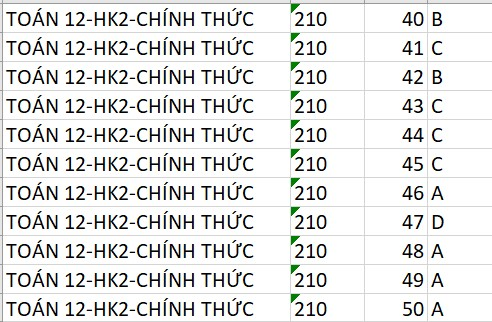 TOÁN 12-HK2-CHÍNH THỨC 210 40 B
TOÁN 12-HK2-CHÍNH THỨC 210 41 C
TOÁN 12-HK2-CHÍNH THỨC 210 42 B
TOÁN 12-HK2-CHÍNH THỨC 210 43 C
TOÁN 12-HK2-CHÍNH THỨC 210 44 C
TOÁN 12-HK2-CHÍNH THỨC 210 45 C
TOÁN 12-HK2-CHÍNH THỨC 210 46 A
TOÁN 12-HK2-CHÍNH THỨC 210 47 D
TOÁN 12-HK2-CHÍNH THỨC 210 48 A
TOÁN 12-HK2-CHÍNH THỨC 210 49 A
TOÁN 12-HK2-CHÍNH THỨC 210 50 A